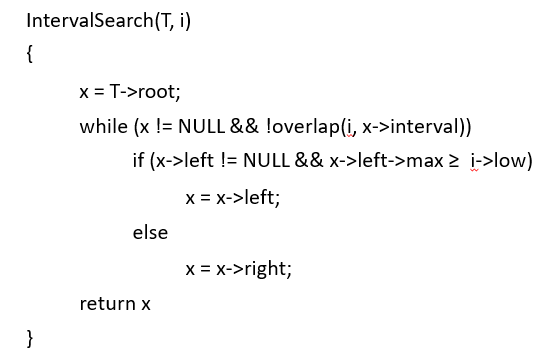 IntervalSearch(T, i)
{
x = T->root;
while (x != NULL && !overlap(i, x->interval))
if (x->left != NULL && x->left->max ≥ i->low)
x = x->left;
else
x = x->right;
return x
}